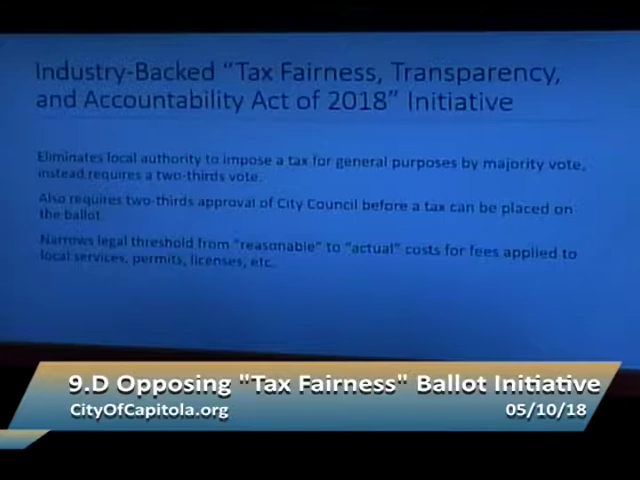 Industry-Backed “Tax Fairness, Transparency,
and Accountability Act of 2018” Initiative
Eliminates local authority to impose a tax for general purposes by majority vote,
instead requires a two-thirds vote.
Also requires two-thirds approval of City Council before a tax can be placed on
the ballot.
Narrows legal threshold from “reasonable” to “actual” costs for fees applied to
local services, permits, licenses, etc.
9.D Opposing "Tax Fairness" Ballot Initiative
CityOfCapitola.org
05/10/18